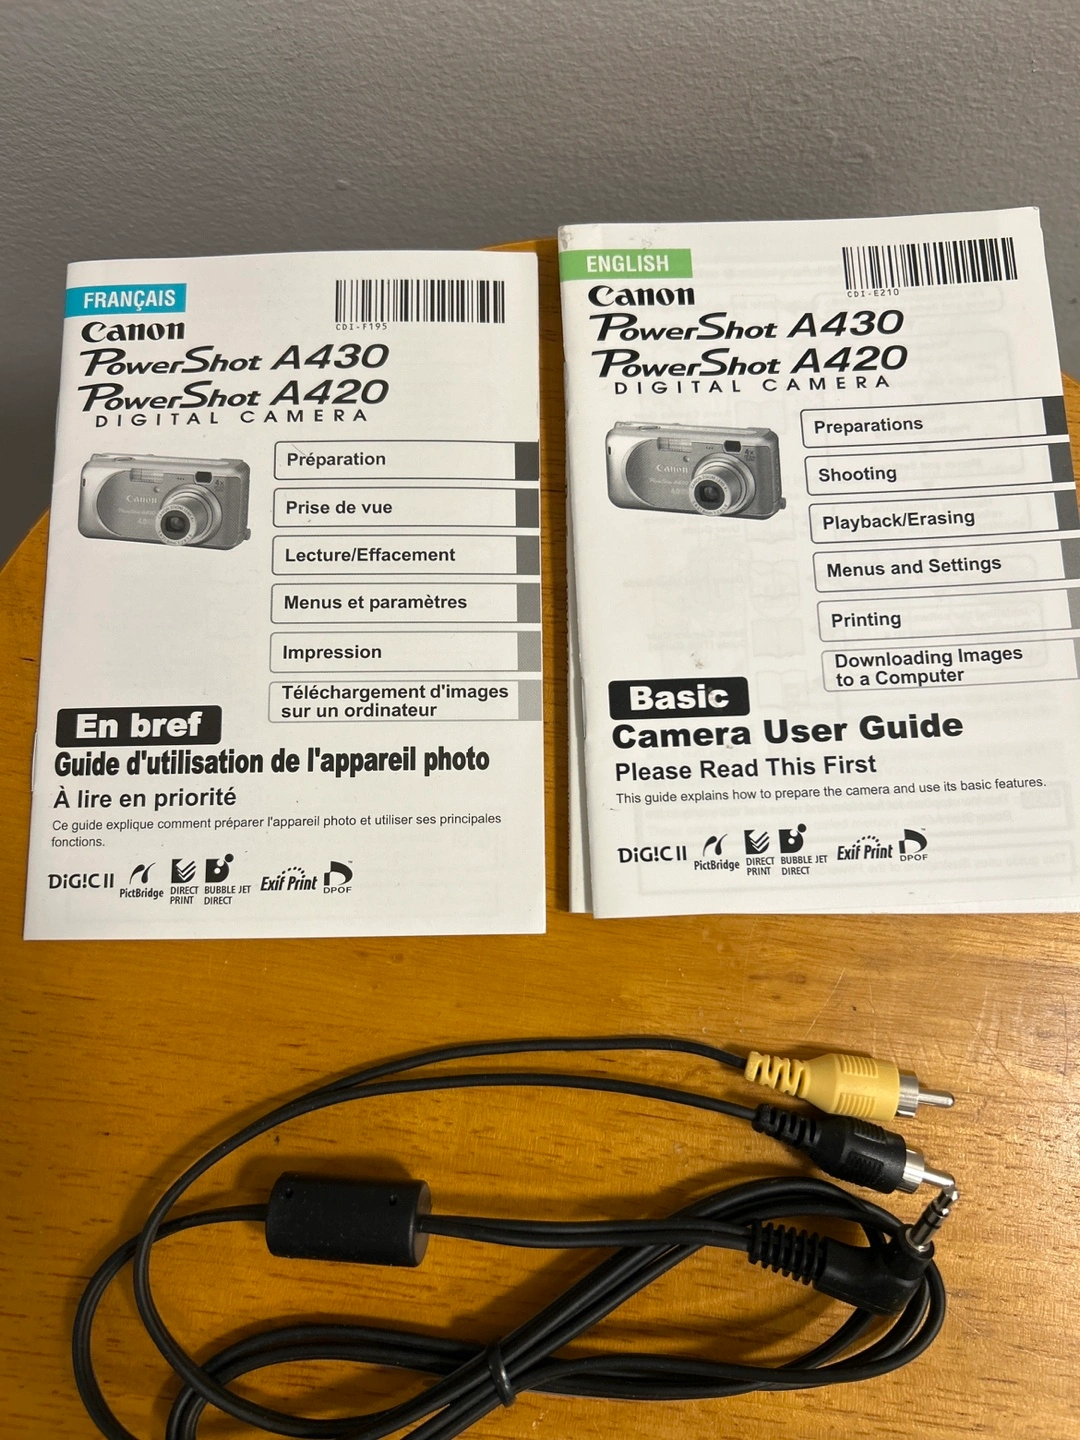 FRANÇAIS
CDI-F195
Canon
PowerShot A430
PowerShot A420
DIGITAL CAMERA
Canon
Préparation
Prise de vue
Lecture/Effacement
Menus et paramètres
Impression
Téléchargement d'images
sur un ordinateur
En bref
Guide d'utilisation de l'appareil photo
À lire en priorité
Ce guide explique comment préparer l'appareil photo et utiliser ses principales
fonctions.
DiG!C II
PictBridge
DIRECT
PRINT
BUBBLE JET
DIRECT
Exif Print
DPOF
ENGLISH
CDI-E210
Canon
PowerShot A430
PowerShot A420
DIGITAL CAMERA
Canon
Preparations
Shooting
Playback/Erasing
Menus and Settings
Printing
Downloading Images
to a Computer
Basic
Camera User Guide
Please Read This First
This guide explains how to prepare the camera and use its basic features.
DiG!C II
PictBridge
DIRECT
PRINT
BUBBLE JET
DIRECT
Exif Print
DPOF